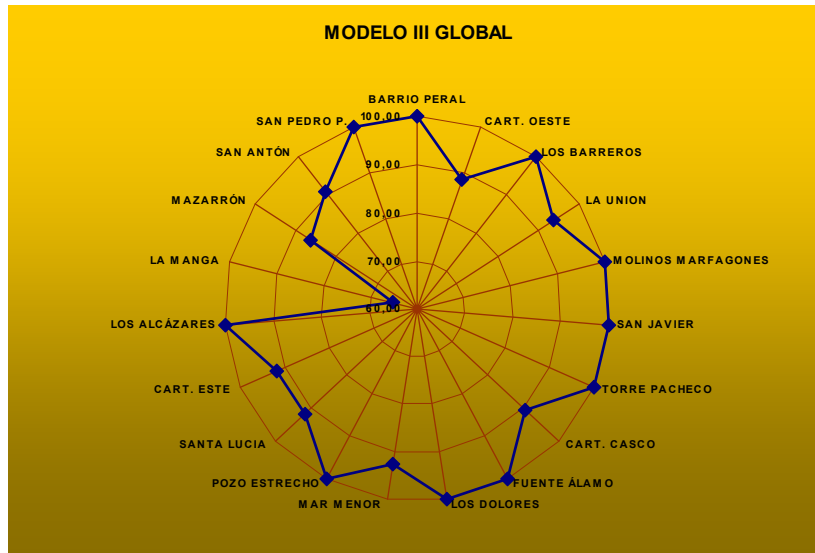 MODELO III GLOBAL
BARRIO PERAL
100,00
SAN PEDRO P.
CART. OESTE
SAN ANTÓN
LOS BARREROS
90,00
MAZARRÓN
LA UNION
80,00
LA MANGA
MOLINOS MARFAGONES
70,00
60,00
LOS ALCÁZARES
SAN JAVIER
CART. ESTE
TORRE PACHECO
SANTA LUCIA
CART. CASCO
POZO ESTRECHO
FUENTE ÁLAMO
MAR MENOR
LOS DOLORES